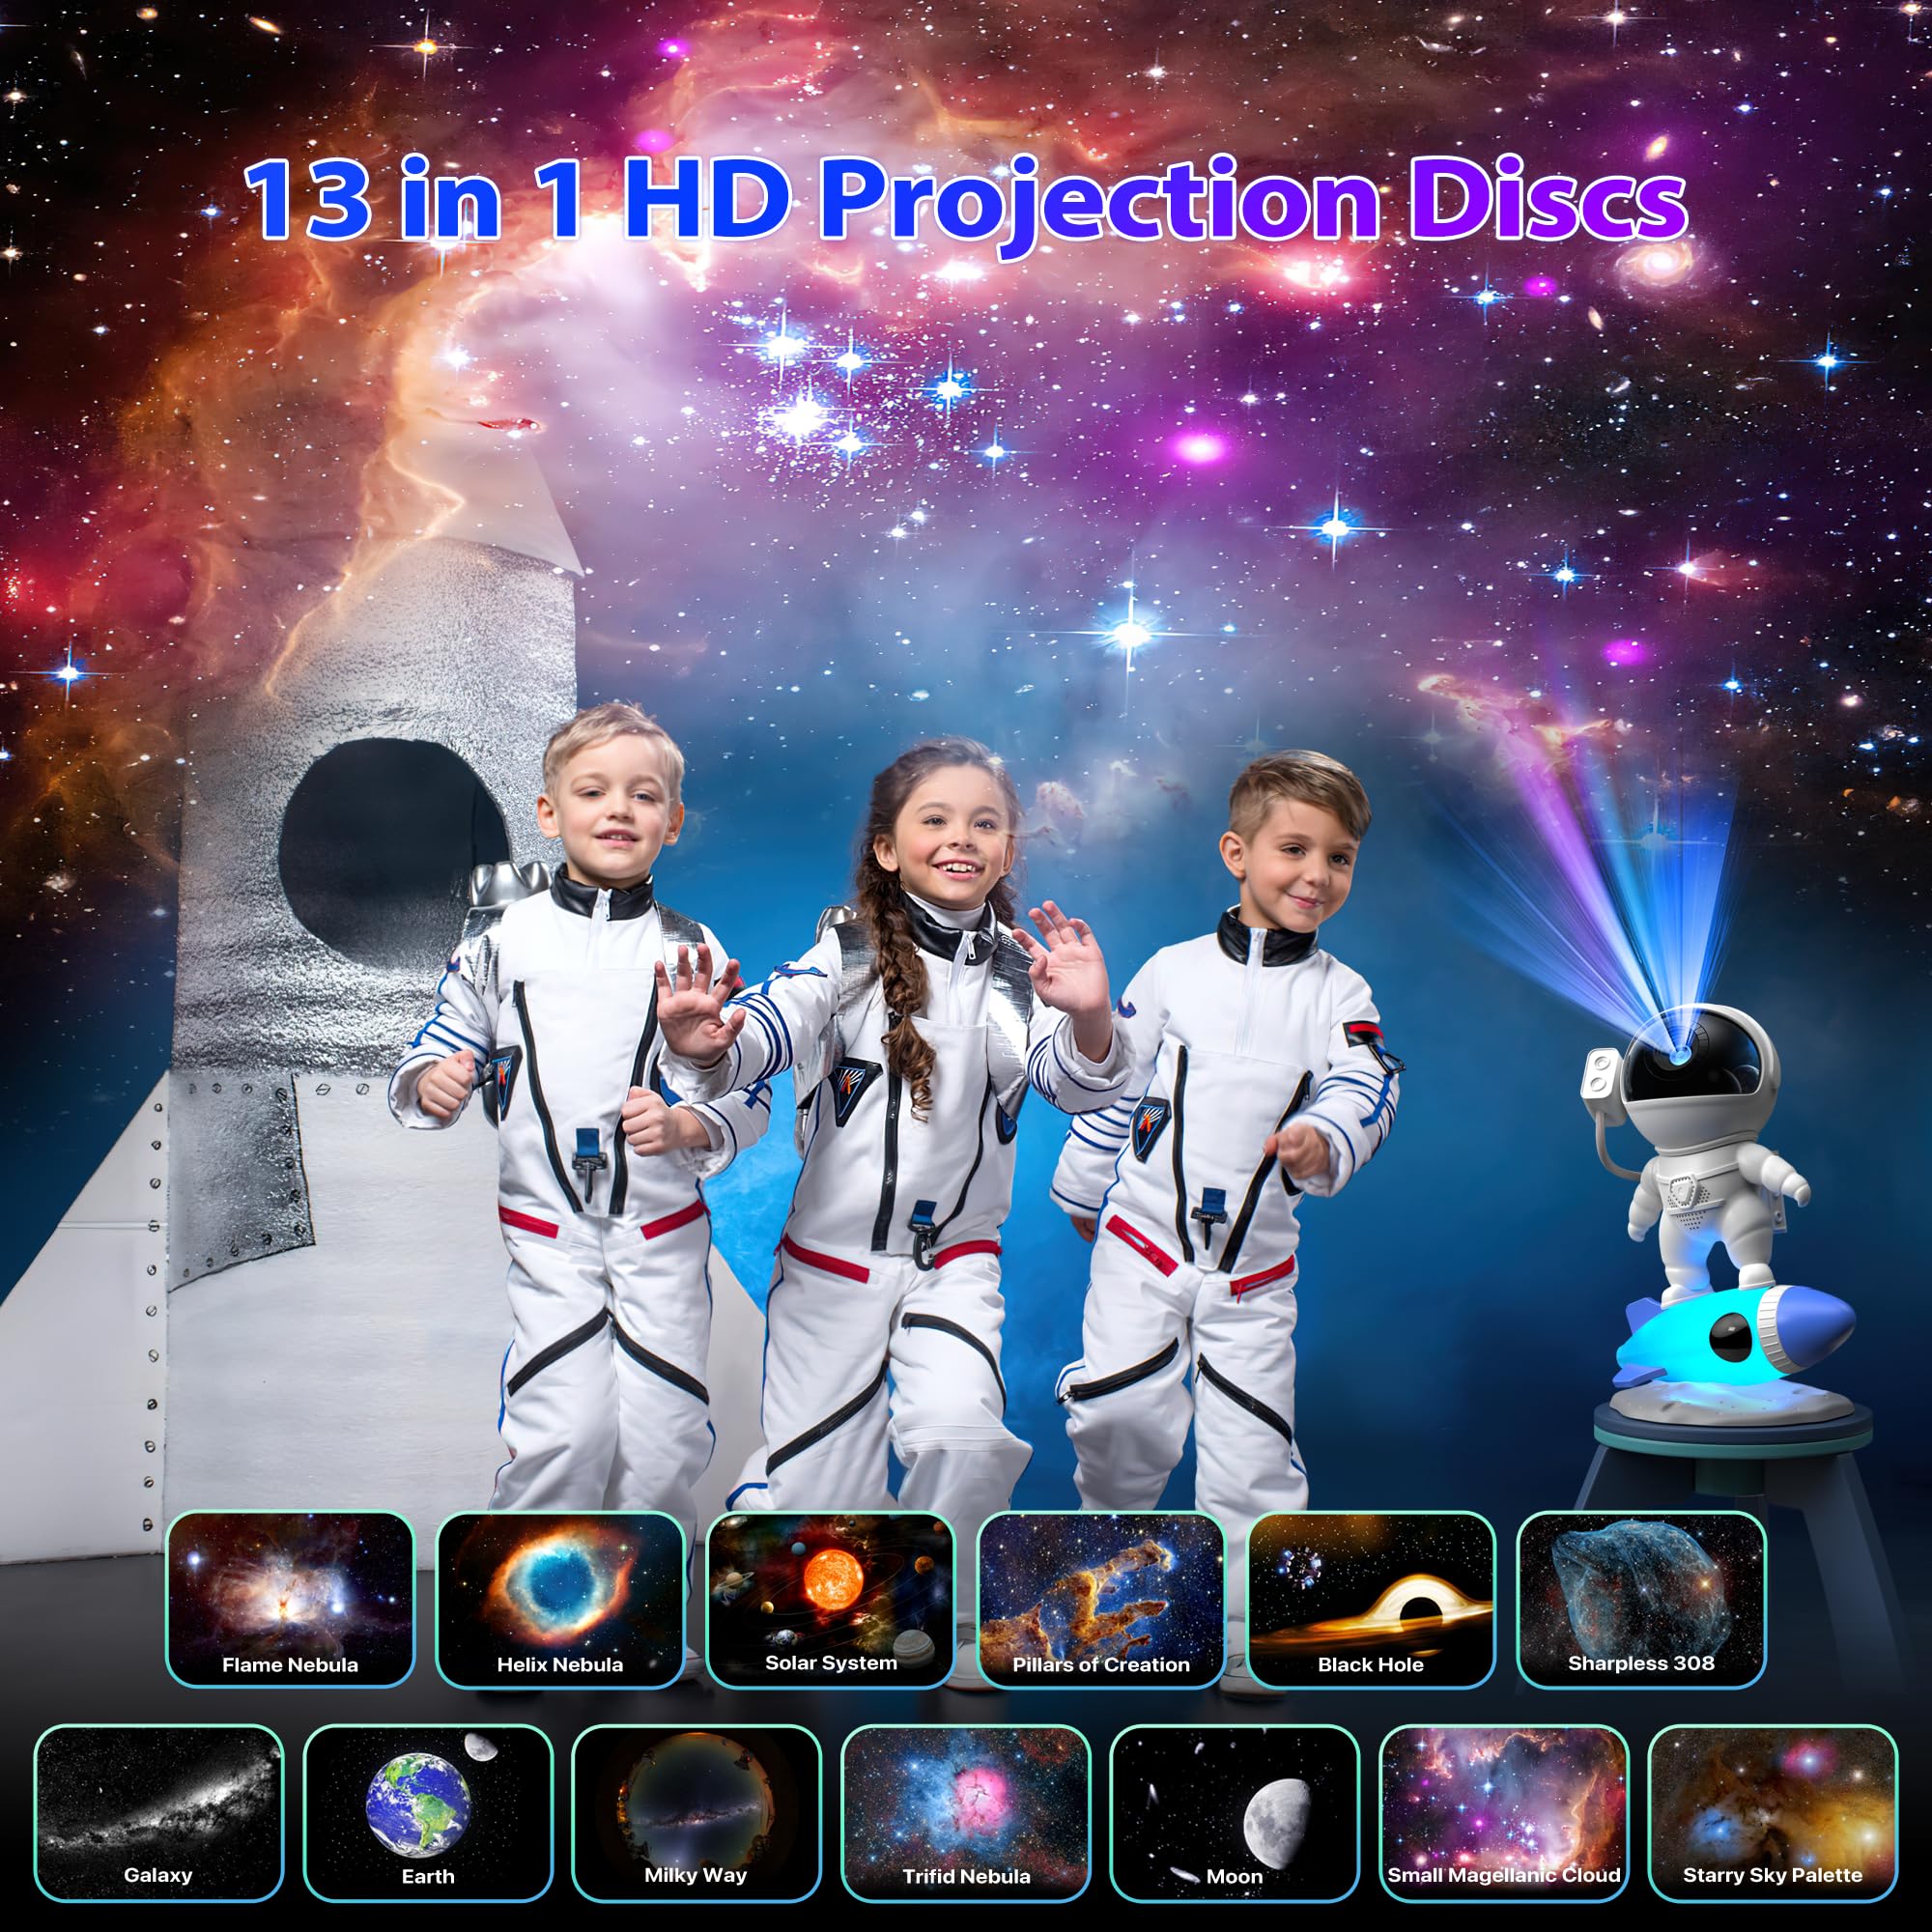 13 in 1 HD Projection Discs
Flame Nebula
Helix Nebula
Solar System
Pillars of Creation
Black Hole
Sharpless 308
Galaxy
Earth
Milky Way
Trifid Nebula
Moon
Small Magellanic Cloud
Starry Sky Palette